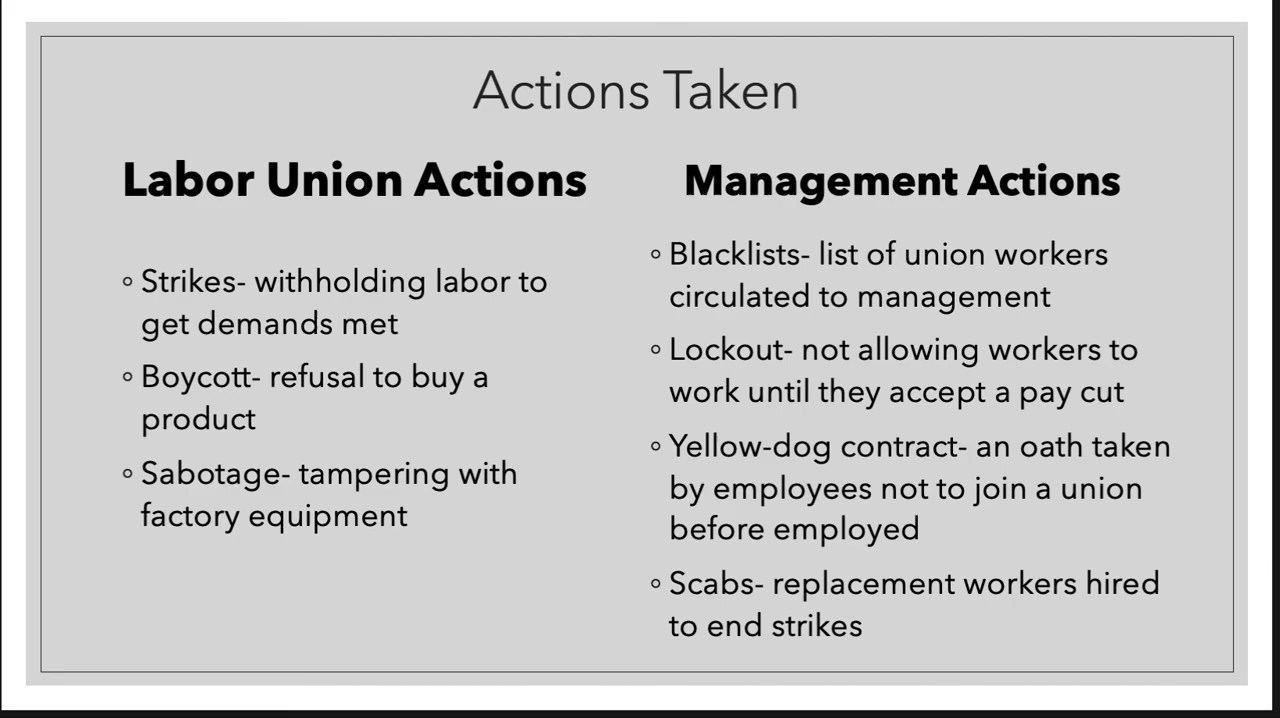 Actions Taken
Labor Union Actions
◦ Strikes- withholding labor to
get demands met
◦ Boycott- refusal to buy a
product
◦ Sabotage- tampering with
factory equipment
Management Actions
◦ Blacklists- list of union workers
circulated to management
◦ Lockout- not allowing workers to
work until they accept a pay cut
◦ Yellow-dog contract- an oath taken
by employees not to join a union
before employed
◦ Scabs- replacement workers hired
to end strikes